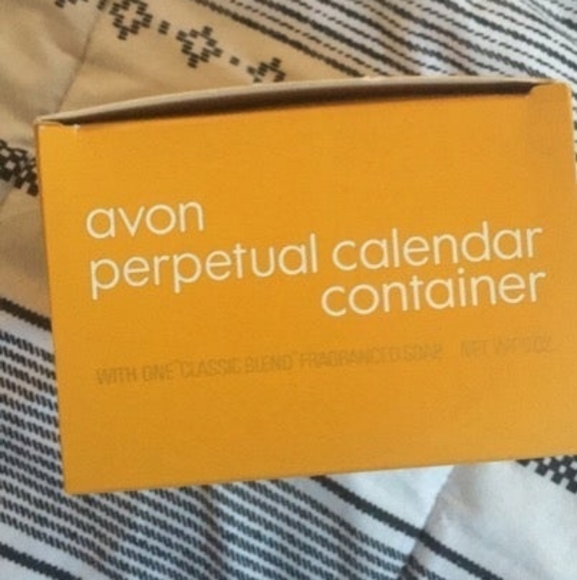 avon
perpetual calendar
container
WITH ONE "CLASSIC BLEND" FRAGRANCED SOAP NET WT